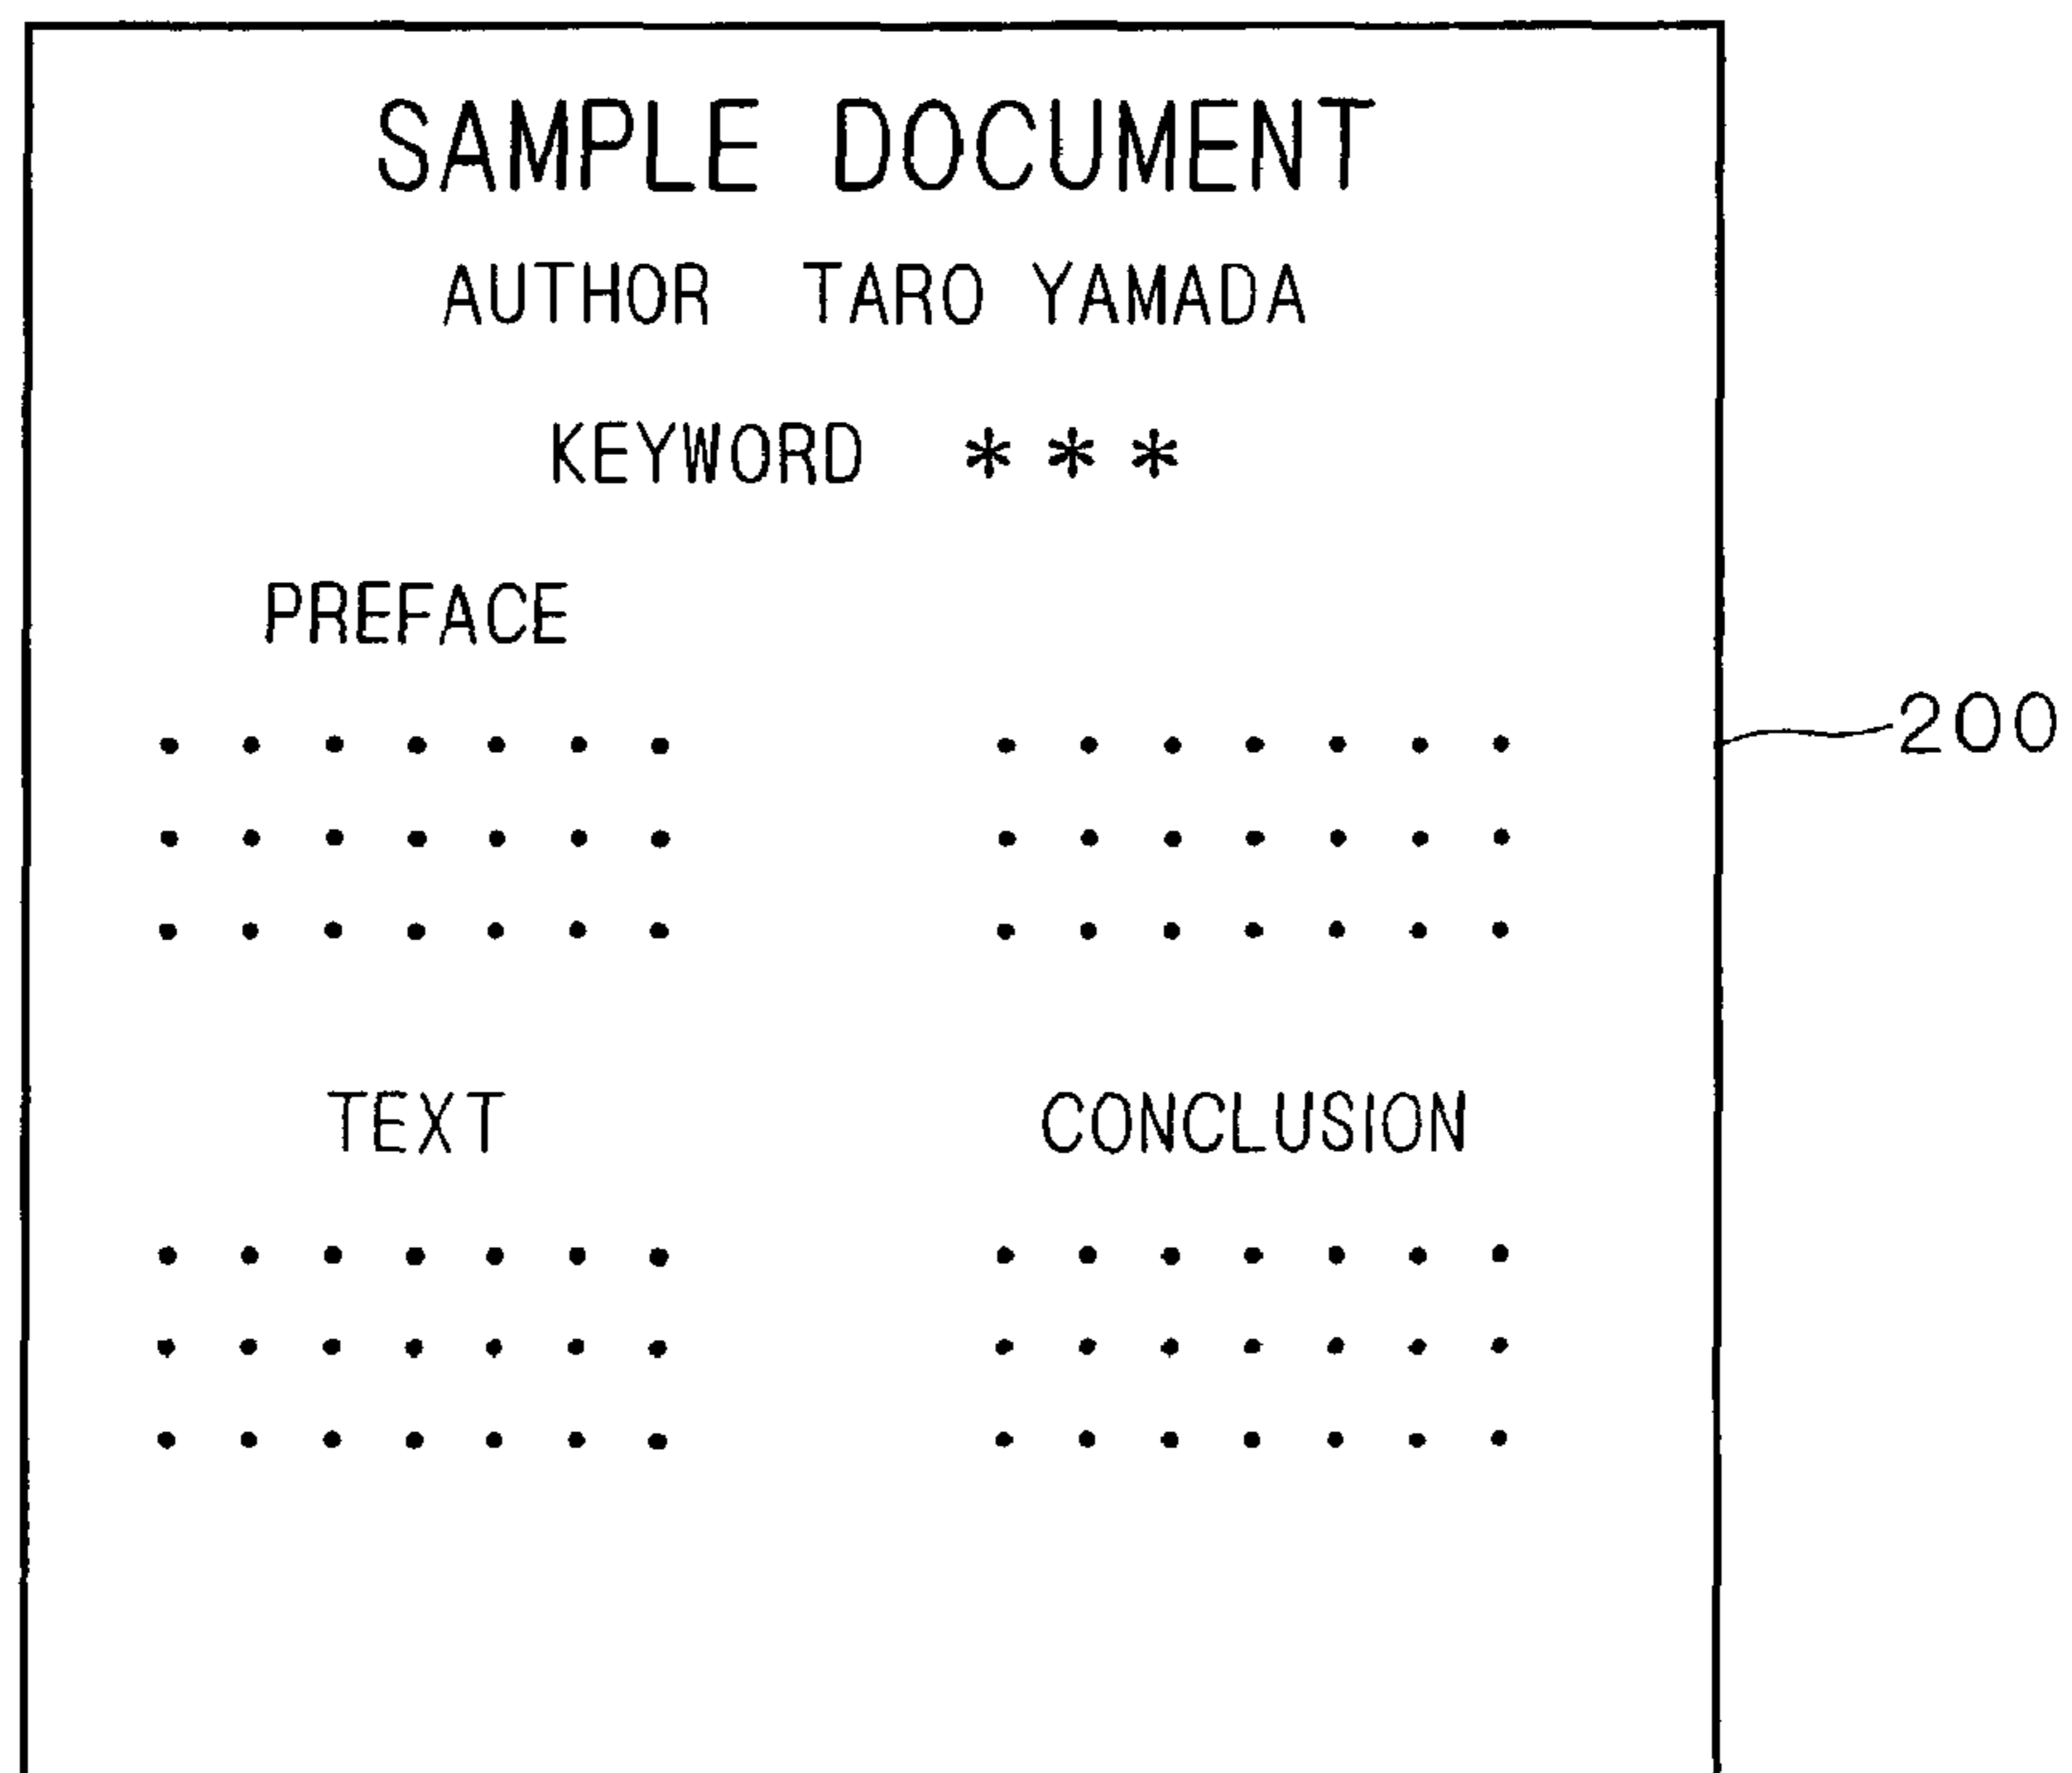 SAMPLE DOCUMENT
AUTHOR TARO YAMADA
KEYWORD ***
PREFACE
• • • • • • • • • • • • • •
• • • • • • • • • • • • • •
• • • • • • • • • • • • • •
200
TEXT
CONCLUSION
• • • • • • • • • • • • • •
• • • • • • • • • • • • • •
• • • • • • • • • • • • • •